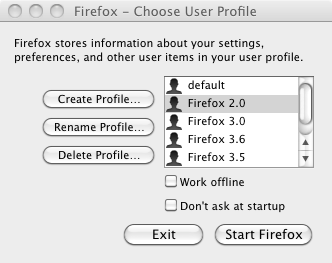 Firefox – Choose User Profile
Firefox stores information about your settings,
preferences, and other user items in your user profile.
Create Profile...
Rename Profile...
Delete Profile...
default
Firefox 2.0
Firefox 3.0
Firefox 3.6
Firefox 3.5
Work offline
Don't ask at startup
Exit
Start Firefox